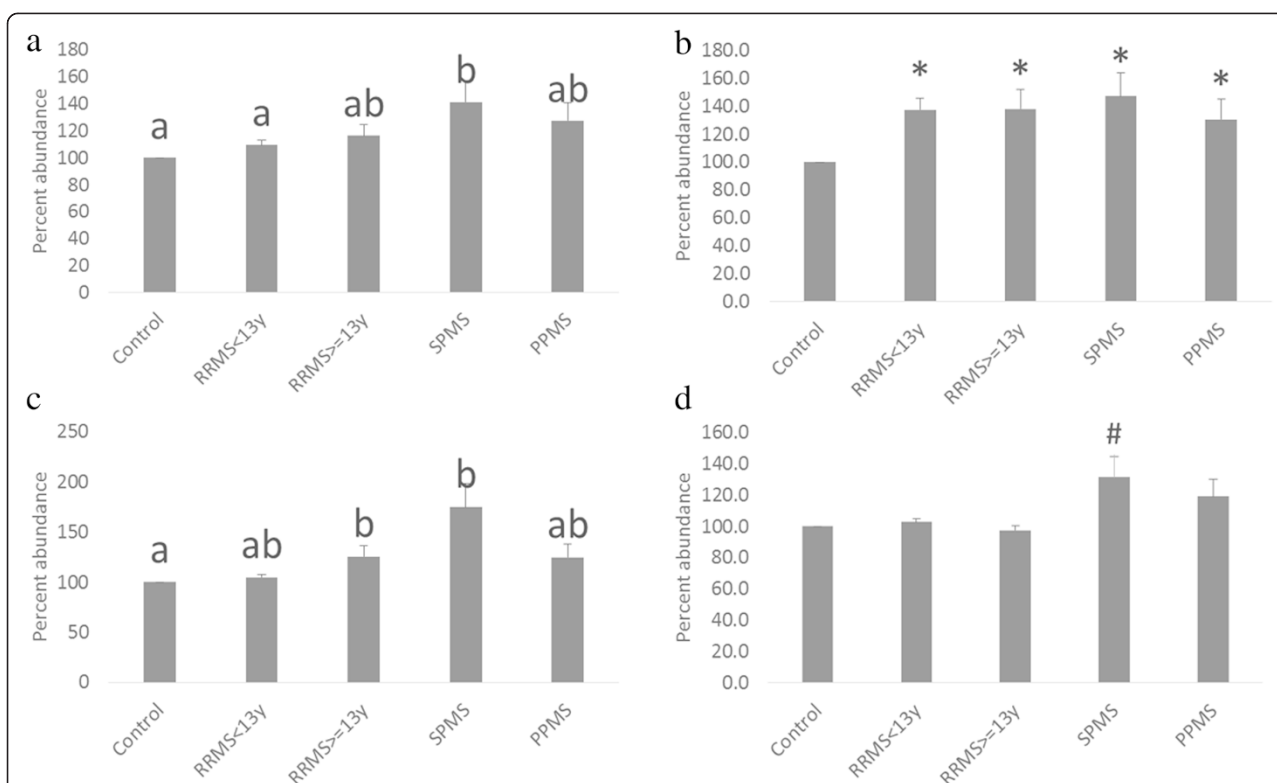 a
180
160
140
120
100
80
60
40
20
0
Percent abundance
a
a
ab
b
ab
Control
RRMS<13y
RRMS>=13y
SPMS
PPMS
b
180.0
160.0
140.0
120.0
100.0
80.0
60.0
40.0
20.0
0.0
Percent abundance
*
*
*
*
Control
RRMS<13y
RRMS>=13y
SPMS
PPMS
c
250
200
150
100
50
0
Percent abundance
a
ab
b
b
ab
Control
RRMS<13y
RRMS>=13y
SPMS
PPMS
d
160.0
140.0
120.0
100.0
80.0
60.0
40.0
20.0
0.0
Percent abundance
#
Control
RRMS<13y
RRMS>=13y
SPMS
PPMS